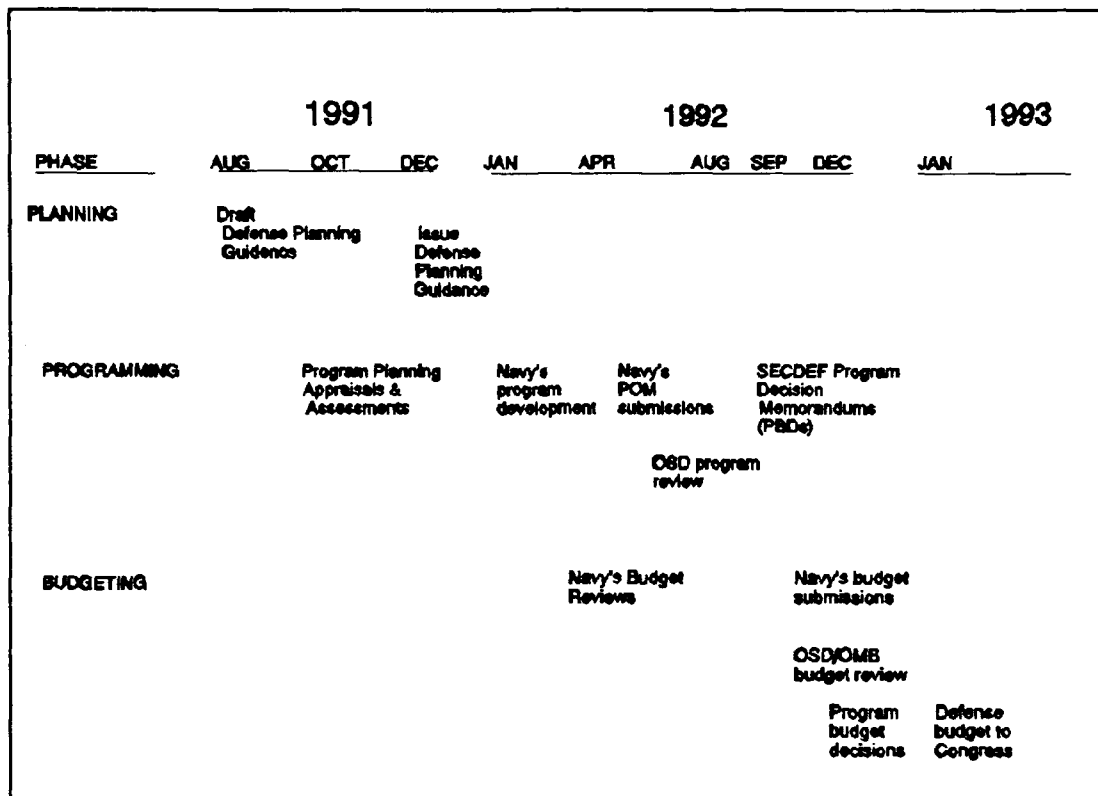 1991 1992 1993
PHASE AUG OCT DEC JAN APR AUG SEP DEC JAN
PLANNING
Draft
Defense Planning
Guidence
Issue
Defense
Planning
Guidance
PROGRAMMING
Program Planning
Appraisals &
Assessments
Navy's
program
development
Navy's
POM
submissions
SECDEF Program
Decision
Memorandums
(PBDs)
OSD program
review
BUDGETING
Navy's Budget
Reviews
Navy's budget
submissions
OSD/OMB
budget review
Program
budget
decisions
Defense
budget to
Congress